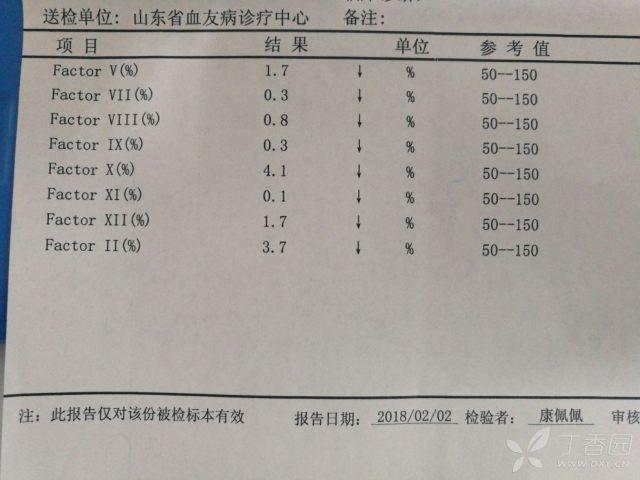 送检单位: 山东省血友病诊疗中心 备注:
项 目 结 果 单位 参 考 值
Factor V(%) 1.7 ↓ % 50--150
Factor VII(%) 0.3 ↓ % 50--150
Factor VIII(%) 0.8 ↓ % 50--150
Factor IX(%) 0.3 ↓ % 50--150
Factor X(%) 4.1 ↓ % 50--150
Factor XI(%) 0.1 ↓ % 50--150
Factor XII(%) 1.7 ↓ % 50--150
Factor II(%) 3.7 ↓ % 50--150
注: 此报告仅对该份被检标本有效 报告日期: 2018/02/02 检验者: 康佩佩 审核
丁香园
WWW.DXY.CN